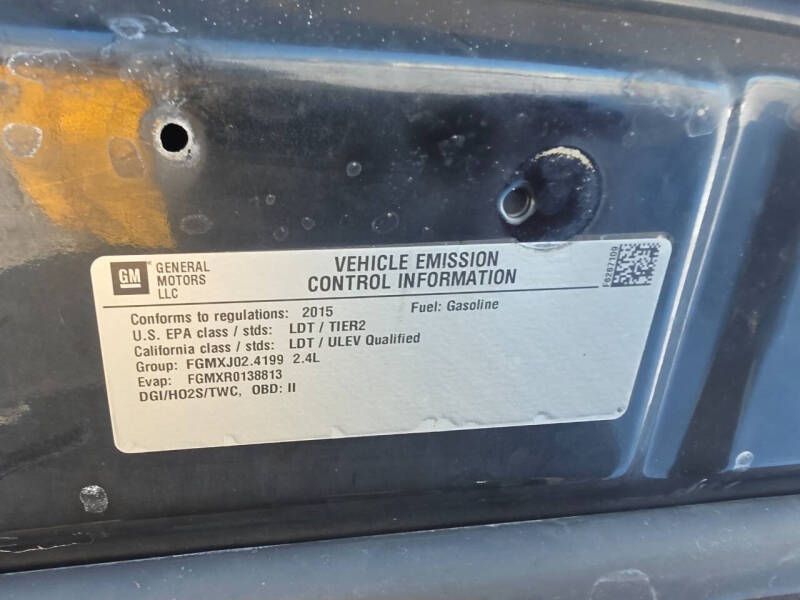 GM
GENERAL MOTORS LLC
VEHICLE EMISSION
CONTROL INFORMATION
Conforms to regulations: 2015 Fuel: Gasoline
U.S. EPA class / stds: LDT / TIER2
California class / stds: LDT / ULEV Qualified
Group: FGMXJ02.4199 2.4L
Evap: FGMXR0138813
DGI/HO2S/TWC, OBD: II